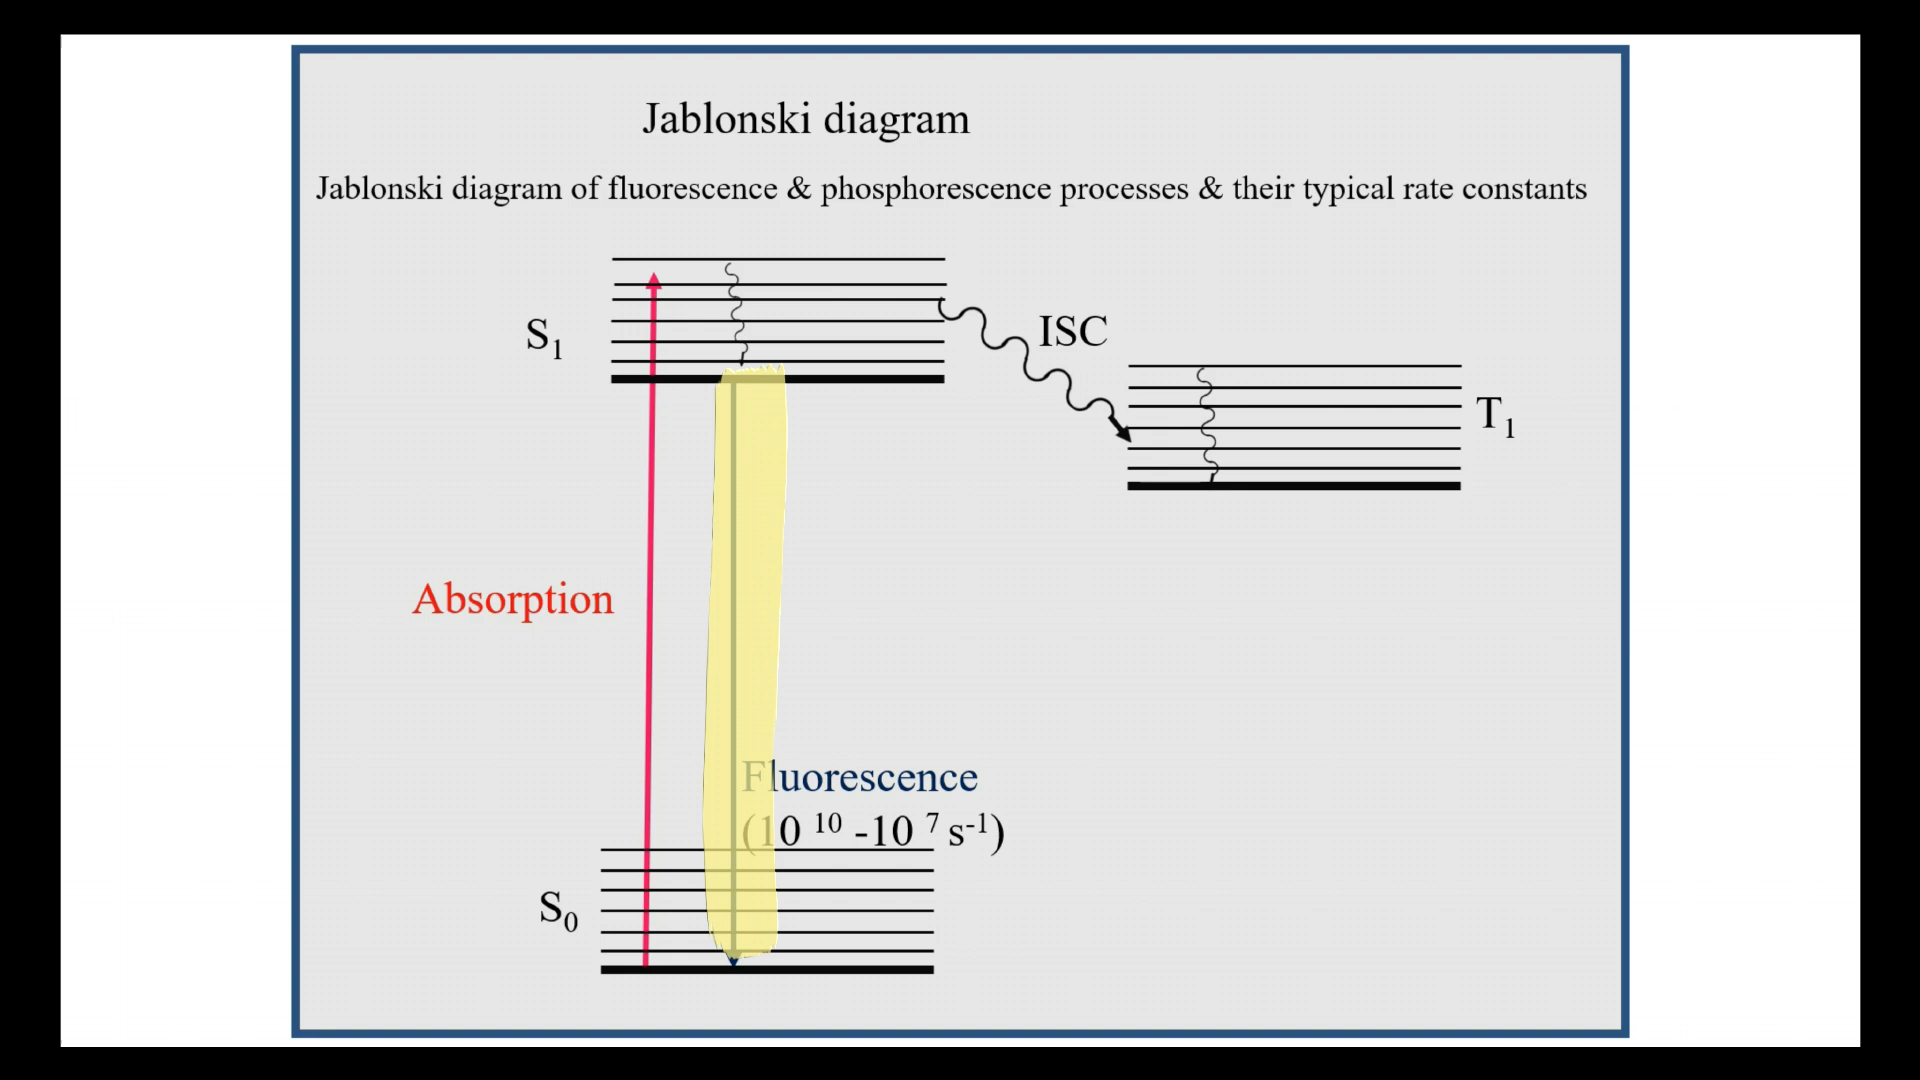 Jablonski diagram
Jablonski diagram of fluorescence & phosphorescence processes & their typical rate constants
S1
ISC
T1
Absorption
Fluorescence
(10 10 -10 7 s-1)
S0